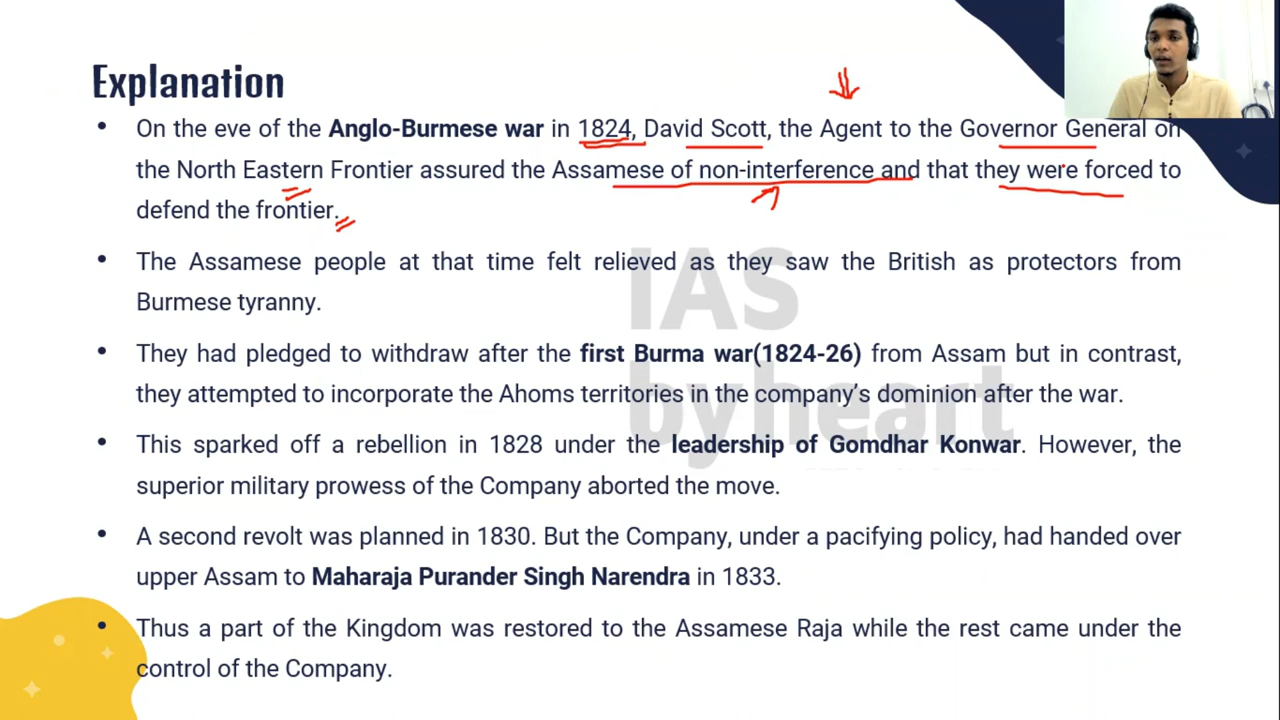 Explanation
• On the eve of the Anglo-Burmese war in 1824, David Scott, the Agent to the Governor General on
the North Eastern Frontier assured the Assamese of non-interference and that they were forced to
defend the frontier.
• The Assamese people at that time felt relieved as they saw the British as protectors from
Burmese tyranny.
• They had pledged to withdraw after the first Burma war(1824-26) from Assam but in contrast,
they attempted to incorporate the Ahoms territories in the company's dominion after the war.
• This sparked off a rebellion in 1828 under the leadership of Gomdhar Konwar. However, the
superior military prowess of the Company aborted the move.
• A second revolt was planned in 1830. But the Company, under a pacifying policy, had handed over
upper Assam to Maharaja Purander Singh Narendra in 1833.
• Thus a part of the Kingdom was restored to the Assamese Raja while the rest came under the
control of the Company.
IAS
byheart